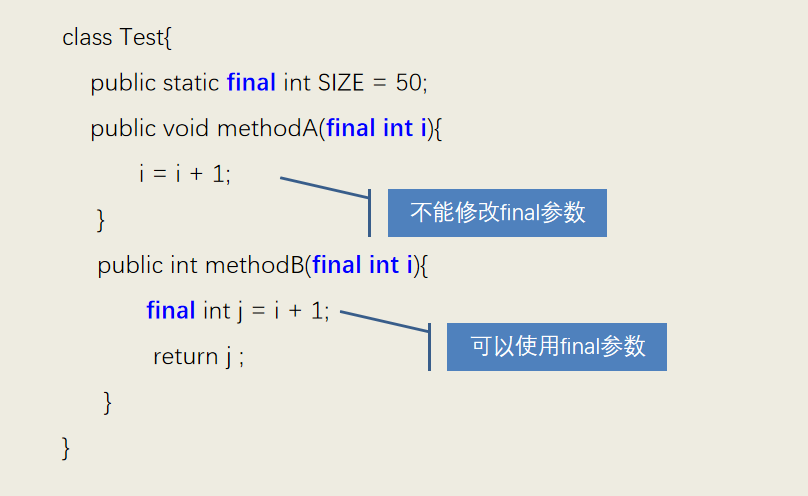 class Test{
public static final int SIZE = 50;
public void methodA(final int i){
i = i + 1;
不能修改final参数
}
public int methodB(final int i){
final int j = i + 1;
可以使用final参数
return j ;
}
}